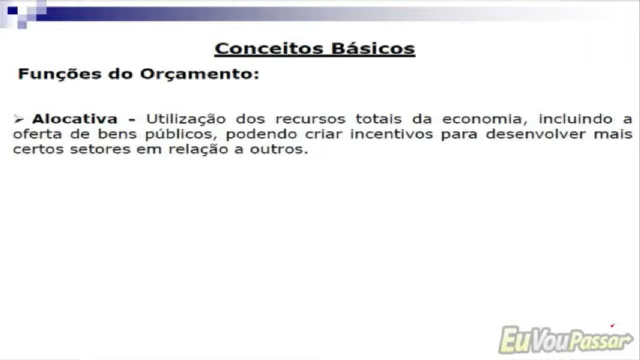 Conceitos Básicos
Funções do Orçamento:
➢ Alocativa – Utilização dos recursos totais da economia, incluindo a
oferta de bens públicos, podendo criar incentivos para desenvolver mais
certos setores em relação a outros.
EuVouPassar